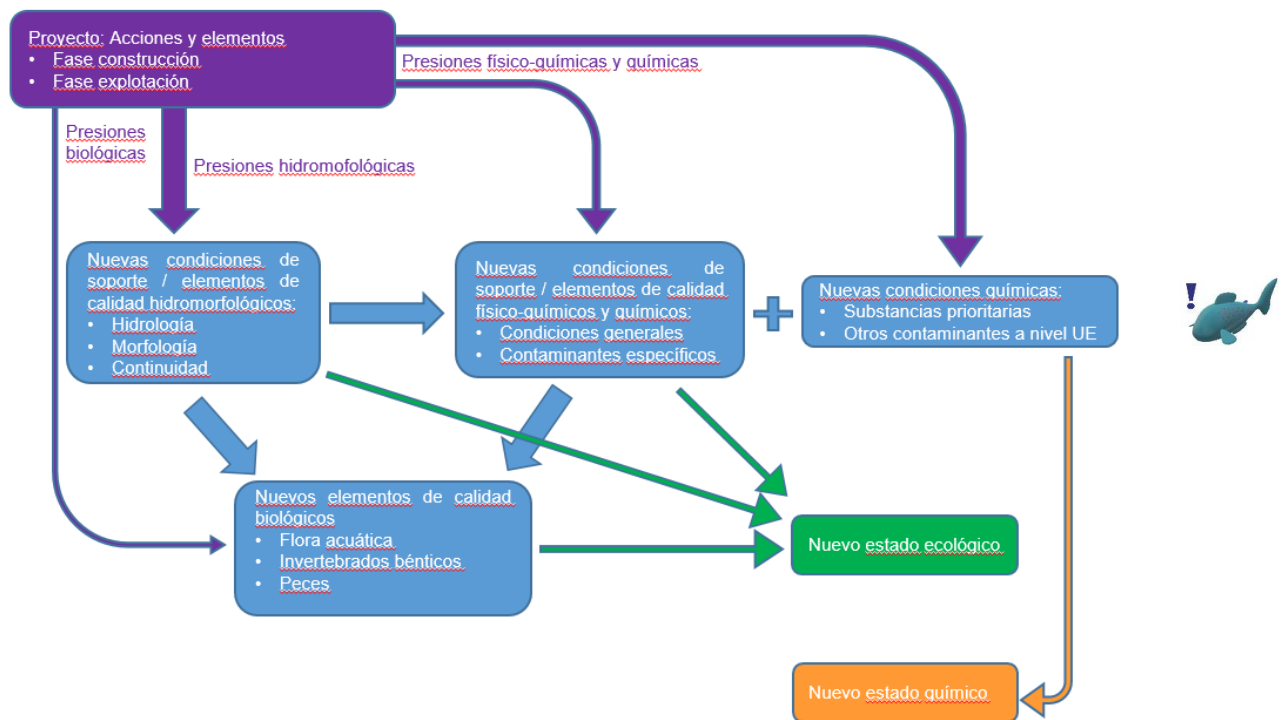 Proyecto: Acciones y elementos
• Fase construcción
• Fase explotación
Presiones físico-químicas y químicas
Presiones
biológicas
Presiones hidromofológicas
Nuevas condiciones de
soporte / elementos de
calidad hidromorfológicos:
• Hidrología
• Morfología
• Continuidad
Nuevas condiciones de
soporte / elementos de calidad
físico-químicos y químicos:
• Condiciones generales
• Contaminantes específicos
Nuevas condiciones químicas:
• Substancias prioritarias
• Otros contaminantes a nivel UE
!
Nuevos elementos de calidad
biológicos
• Flora acuática
• Invertebrados bénticos
• Peces
Nuevo estado ecológico
Nuevo estado químico